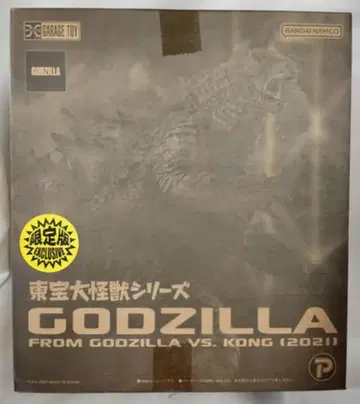 GARAGE TOY
BANDAI NAMCO
GODZILLA
限定版
EXCLUSIVE
東宝大怪獣シリーズ
GODZILLA
FROM GODZILLA VS. KONG (2021)